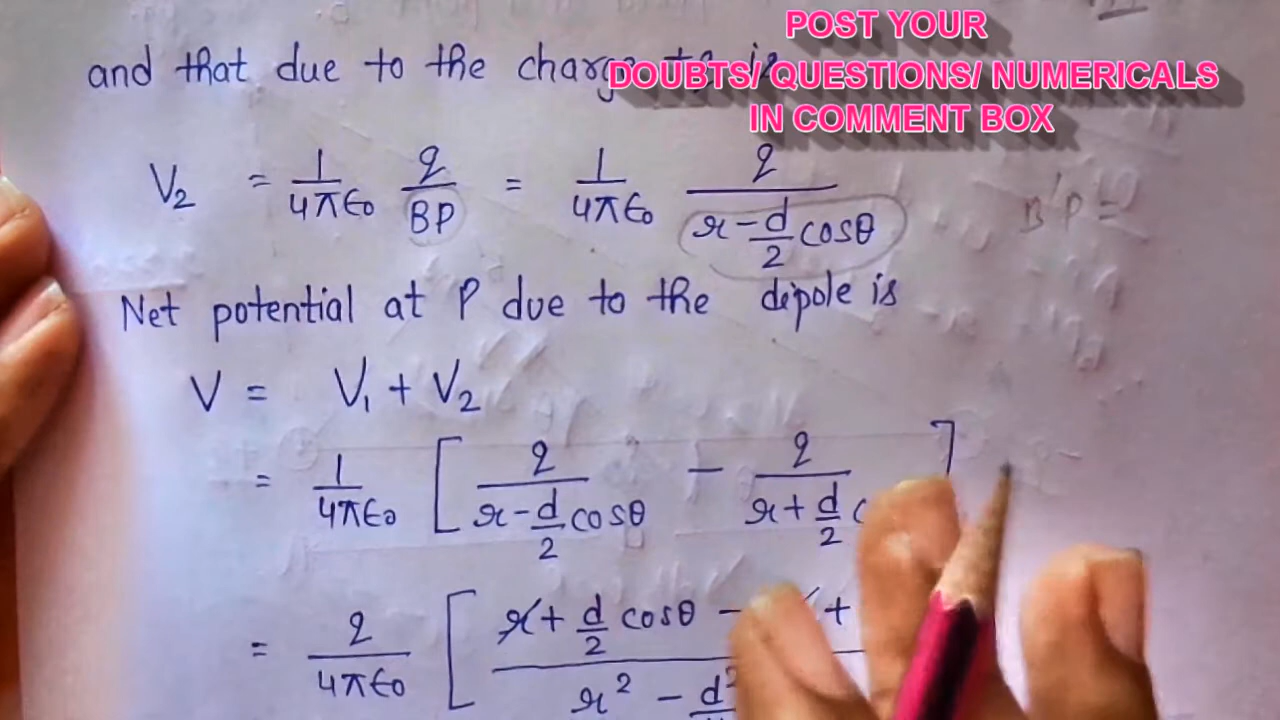 POST YOUR
DOUBTS/ QUESTIONS/ NUMERICALS
IN COMMENT BOX
and that due to the charge is
V₂ = 1/4πϵ₀ q/BP = 1/4πϵ₀ q/(r - d/2 cosθ)
Net potential at P due to the dipole is
V = V₁ + V₂
= 1/4πϵ₀ [ q/(r - d/2 cosθ) - q/(r + d/2 c ]
= q/4πϵ₀ [ (r + d/2 cosθ - r + / r² - d²